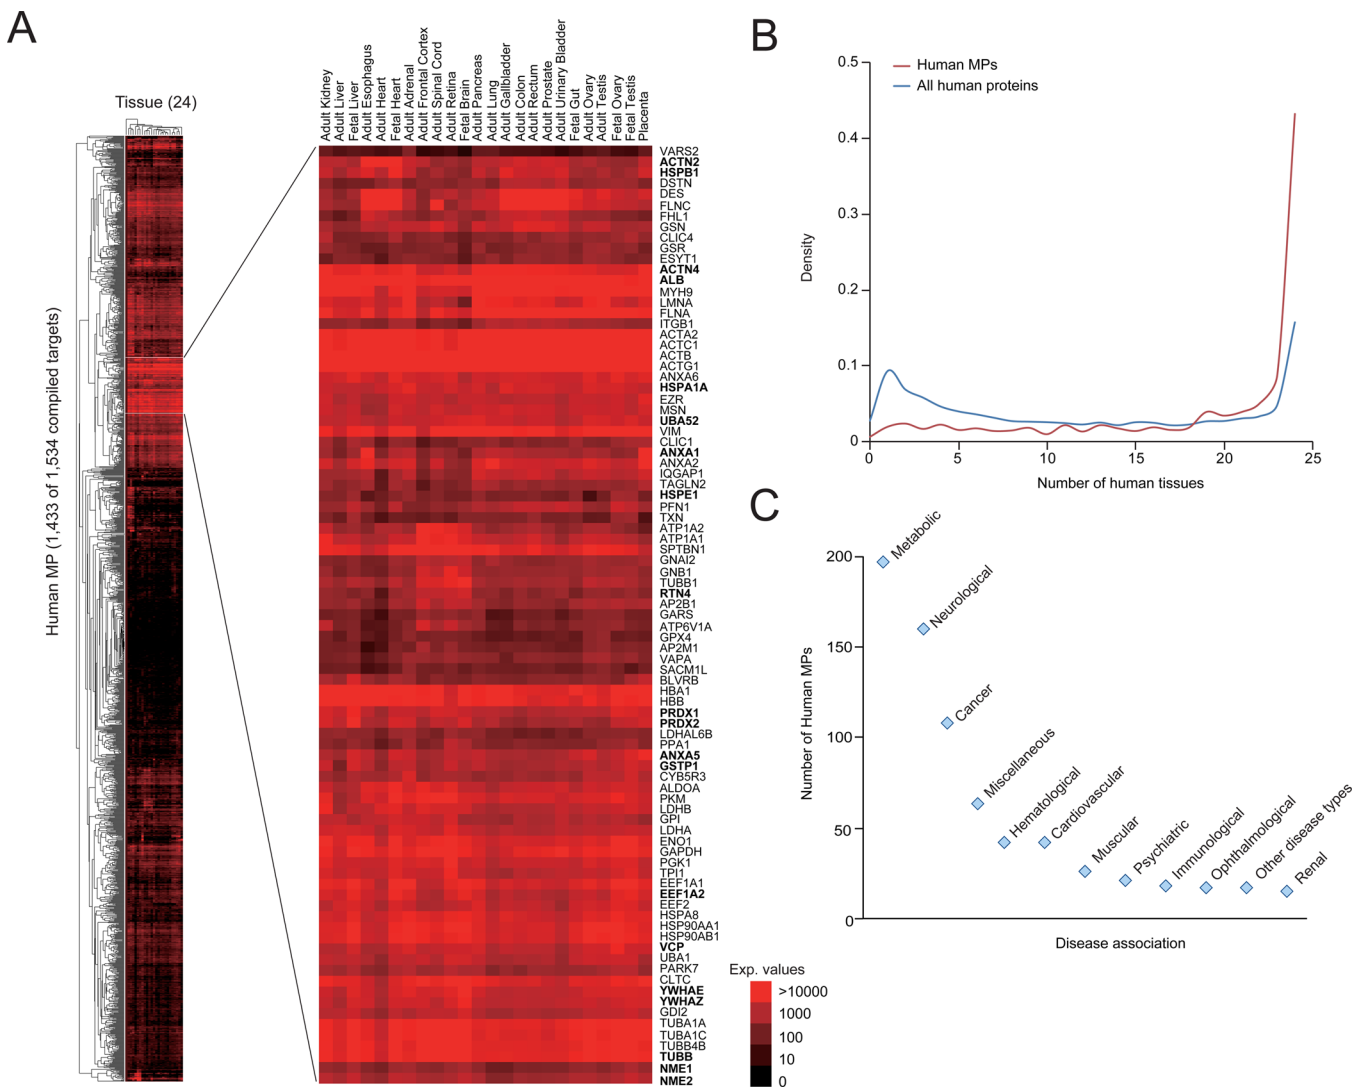 A
Tissue (24)
Human MP (1,433 of 1,534 compiled targets)
Adult Kidney
Adult Liver
Fetal Liver
Adult Esophagus
Adult Heart
Fetal Heart
Adult Adrenal
Adult Frontal Cortex
Adult Spinal Cord
Adult Retina
Fetal Brain
Adult Pancreas
Adult Lung
Adult Gallbladder
Adult Colon
Adult Rectum
Adult Prostate
Adult Urinary Bladder
Fetal Gut
Adult Ovary
Adult Testis
Fetal Ovary
Fetal Testis
Placenta
VARS2
ACTN2
HSPB1
DSTN
DES
FLNC
FHL1
GSN
CLIC4
GSR
ESYT1
ACTN4
ALB
MYH9
LMNA
FLNA
ITGB1
ACTA2
ACTC1
ACTB
ACTG1
ANXA6
HSPA1A
EZR
MSN
UBA52
VIM
CLIC1
ANXA1
ANXA2
IQGAP1
TAGLN2
HSPE1
PFN1
TXN
ATP1A2
ATP1A1
SPTBN1
GNAI2
GNB1
TUBB1
RTN4
AP2B1
GARS
ATP6V1A
GPX4
AP2M1
VAPA
SACM1L
BLVRB
HBA1
HBB
PRDX1
PRDX2
LDHAL6B
PPA1
ANXA5
GSTP1
CYB5R3
ALDOA
PKM
LDHB
GPI
LDHA
ENO1
GAPDH
PGK1
TPI1
EEF1A1
EEF1A2
EEF2
HSPA8
HSP90AA1
HSP90AB1
VCP
UBA1
PARK7
CLTC
YWHAE
YWHAZ
GDI2
TUBA1A
TUBA1C
TUBB4B
TUBB
NME1
NME2
Exp. values
>10000
1000
100
10
0
B
Human MPs
All human proteins
Density
0.5
0.4
0.3
0.2
0.1
0
0 5 10 15 20 25
Number of human tissues
C
Number of Human MPs
200
150
100
50
0
Metabolic
Neurological
Cancer
Miscellaneous
Hematological
Cardiovascular
Muscular
Psychiatric
Immunological
Ophthalmological
Other disease types
Renal
Disease association